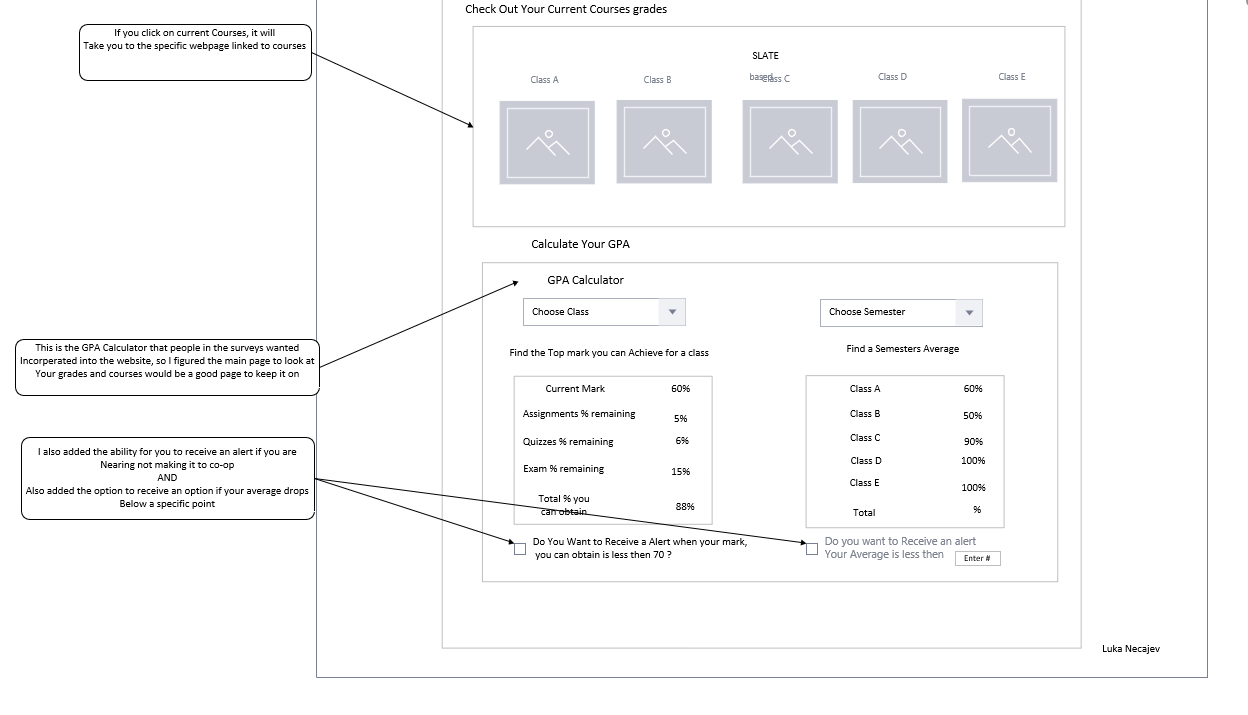 Check Out Your Current Courses grades
If you click on current Courses, it will
Take you to the specific webpage linked to courses
SLATE
based
Class A
Class B
Class C
Class D
Class E
Calculate Your GPA
GPA Calculator
Choose Class
Choose Semester
This is the GPA Calculator that people in the surveys wanted
Incorperated into the website, so I figured the main page to look at
Your grades and courses would be a good page to keep it on
Find the Top mark you can Achieve for a class
Find a Semesters Average
Current Mark 60%
Assignments % remaining 5%
Quizzes % remaining 6%
Exam % remaining 15%
Total % you
can obtain 88%
Class A 60%
Class B 50%
Class C 90%
Class D 100%
Class E 100%
Total %
I also added the ability for you to receive an alert if you are
Nearing not making it to co-op
AND
Also added the option to receive an option if your average drops
Below a specific point
Do You Want to Receive a Alert when your mark,
you can obtain is less then 70 ?
Do you want to Receive an alert
Your Average is less then
Enter #
Luka Necajev